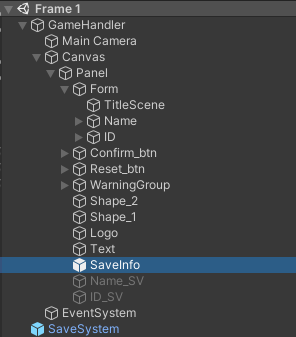 Frame 1
GameHandler
Main Camera
Canvas
Panel
Form
TitleScene
Name
ID
Confirm_btn
Reset_btn
WarningGroup
Shape_2
Shape_1
Logo
Text
SaveInfo
Name_SV
ID_SV
EventSystem
SaveSystem